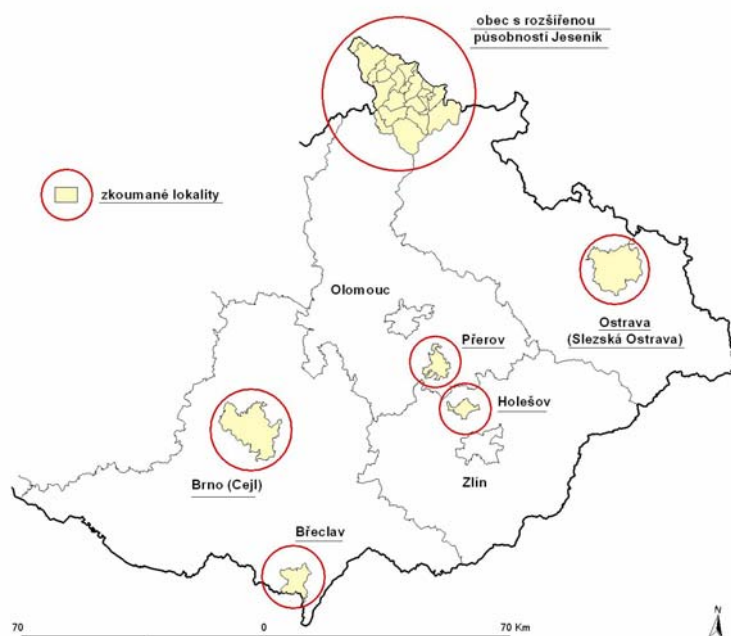 obec s rozšířenou
působností Jeseník
zkoumané lokality
Olomouc
Přerov
Ostrava
(Slezská Ostrava)
Holešov
Brno (Cejl)
Zlín
Břeclav
70 0 70 Km
N